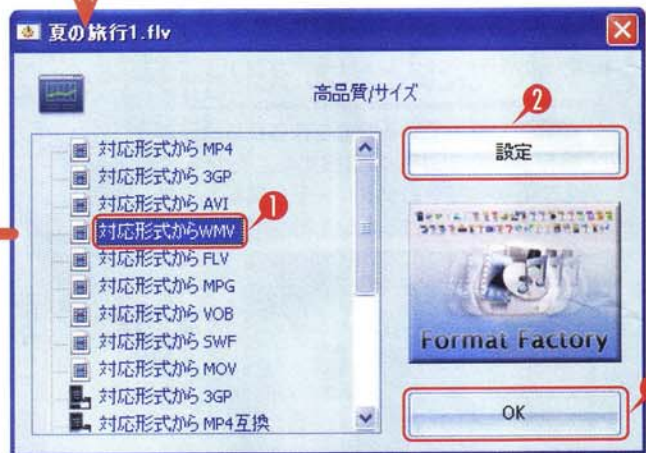 夏の旅行1.flv
高品質/サイズ
対応形式から MP4
対応形式から 3GP
対応形式から AVI
対応形式からWMV
対応形式から FLV
対応形式から MPG
対応形式から VOB
対応形式から SWF
対応形式から MOV
対応形式から 3GP
対応形式から MP4互換
1
2
設定
Format Factory
OK